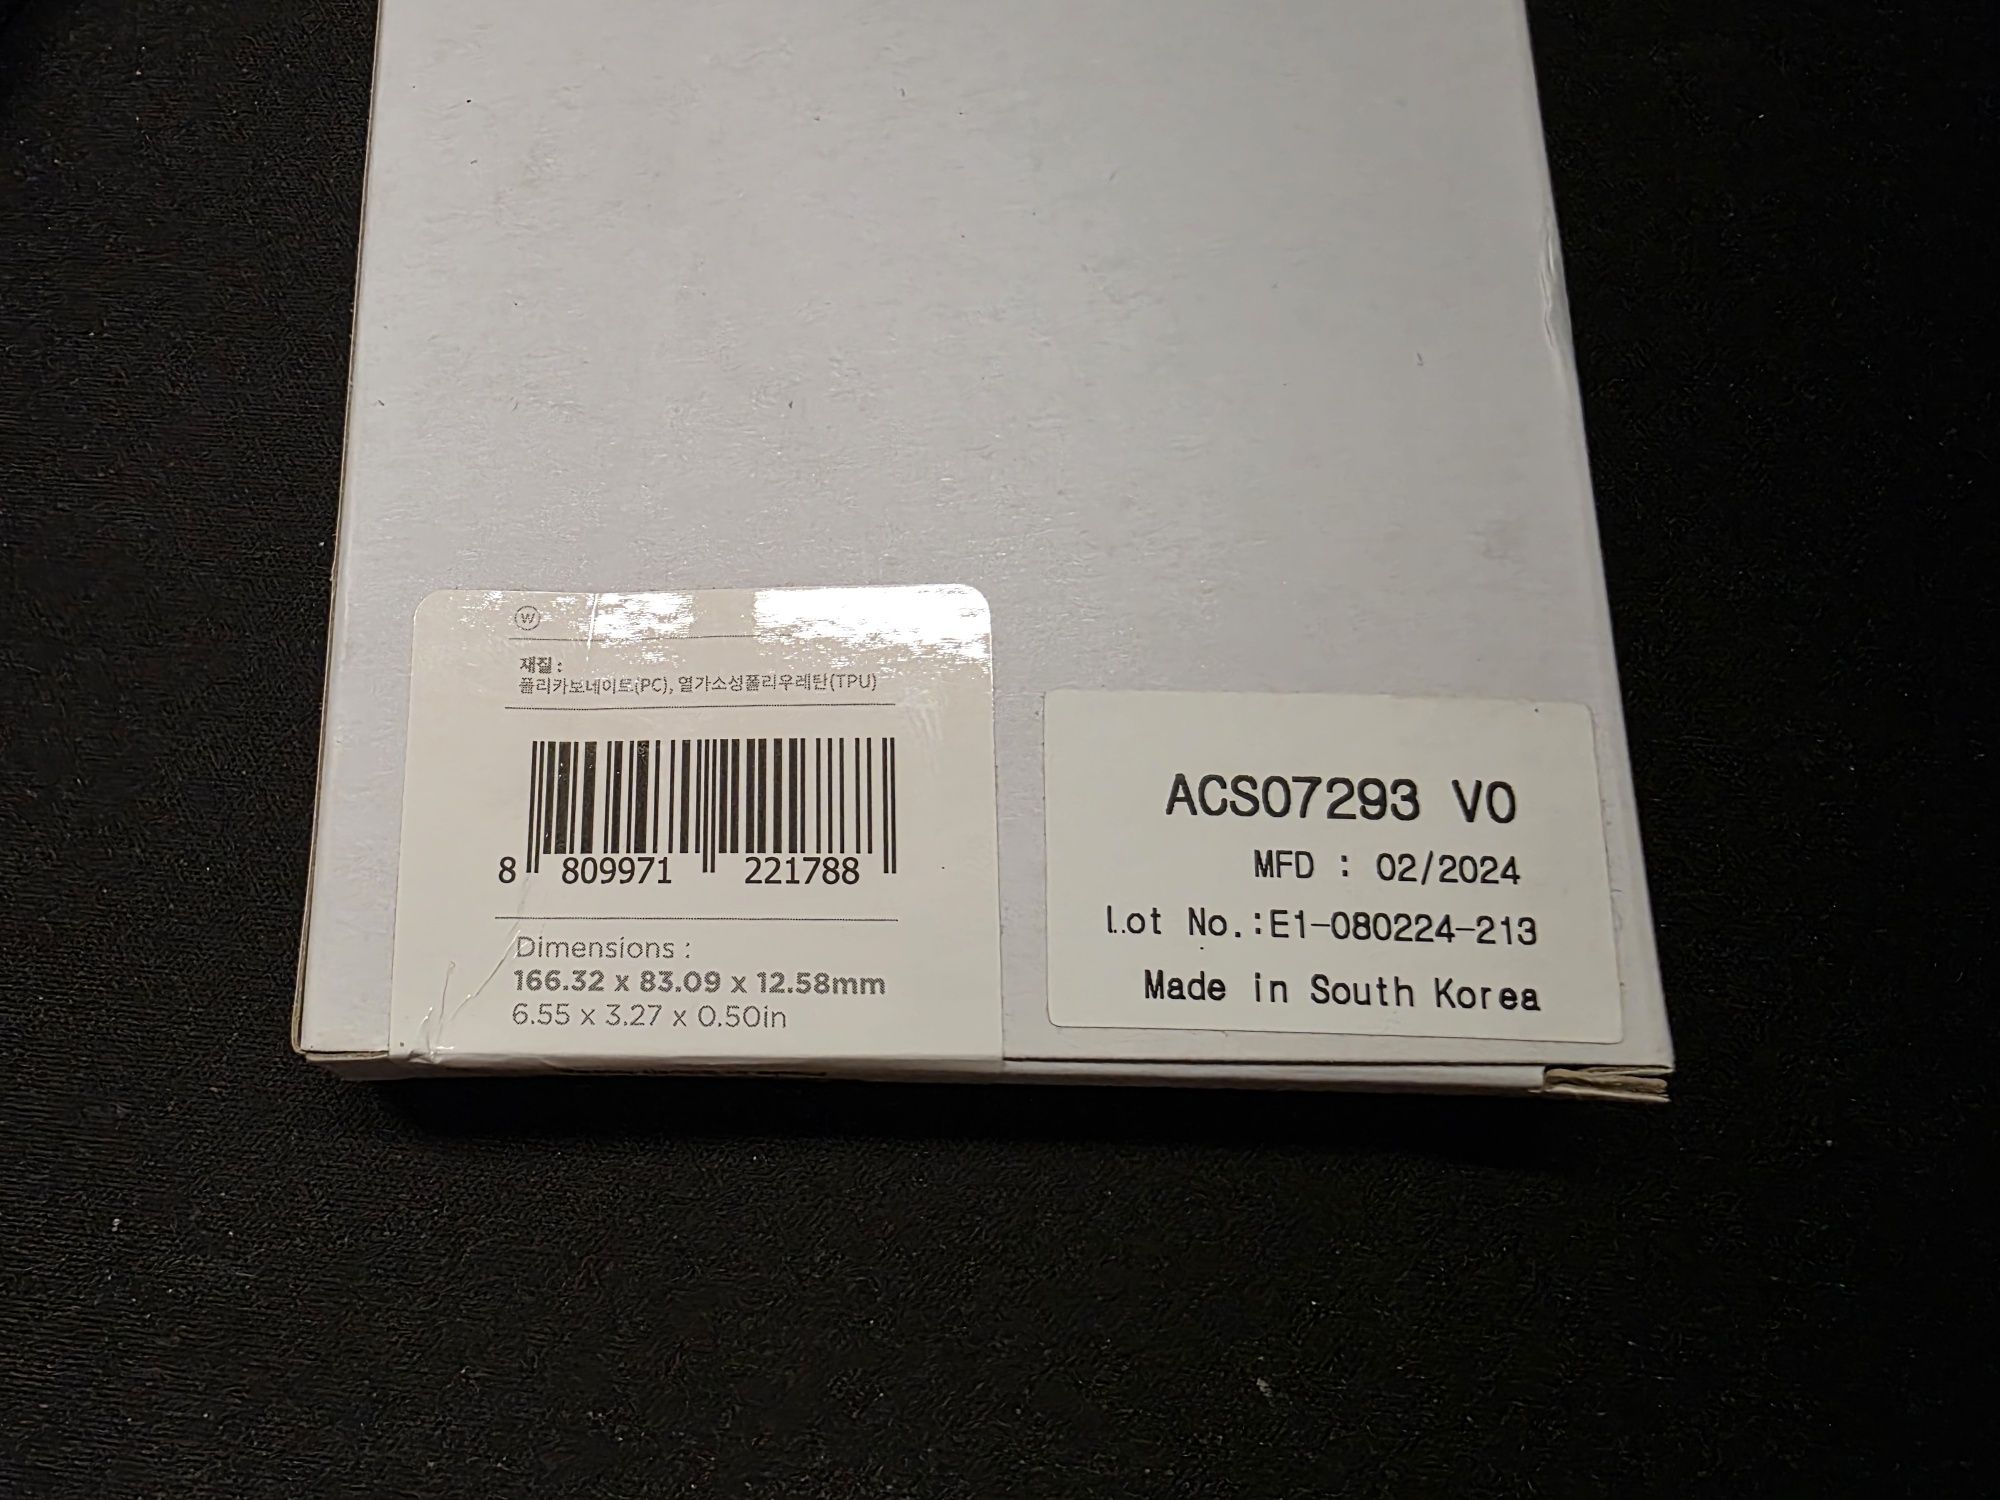 W
재질 :
폴리카보네이트(PC), 열가소성폴리우레탄(TPU)
8 809971 221788
Dimensions :
166.32 x 83.09 x 12.58mm
6.55 x 3.27 x 0.50in
ACS07293 V0
MFD : 02/2024
Lot No.:E1-080224-213
Made in South Korea